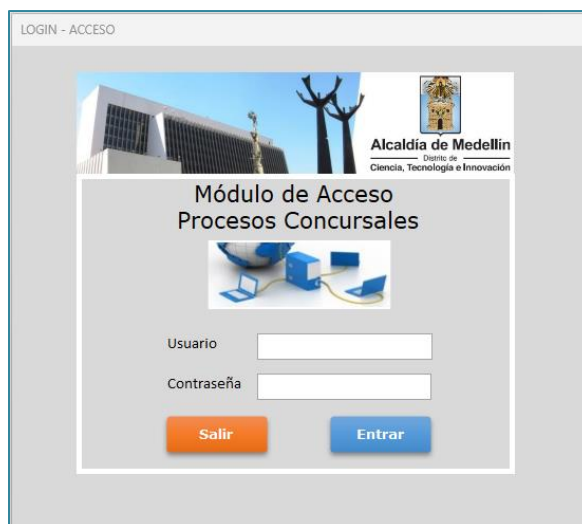 LOGIN - ACCESO
Alcaldía de Medellín
Distrito de
Ciencia, Tecnología e Innovación
Módulo de Acceso
Procesos Concursales
Usuario
Contraseña
Salir Entrar